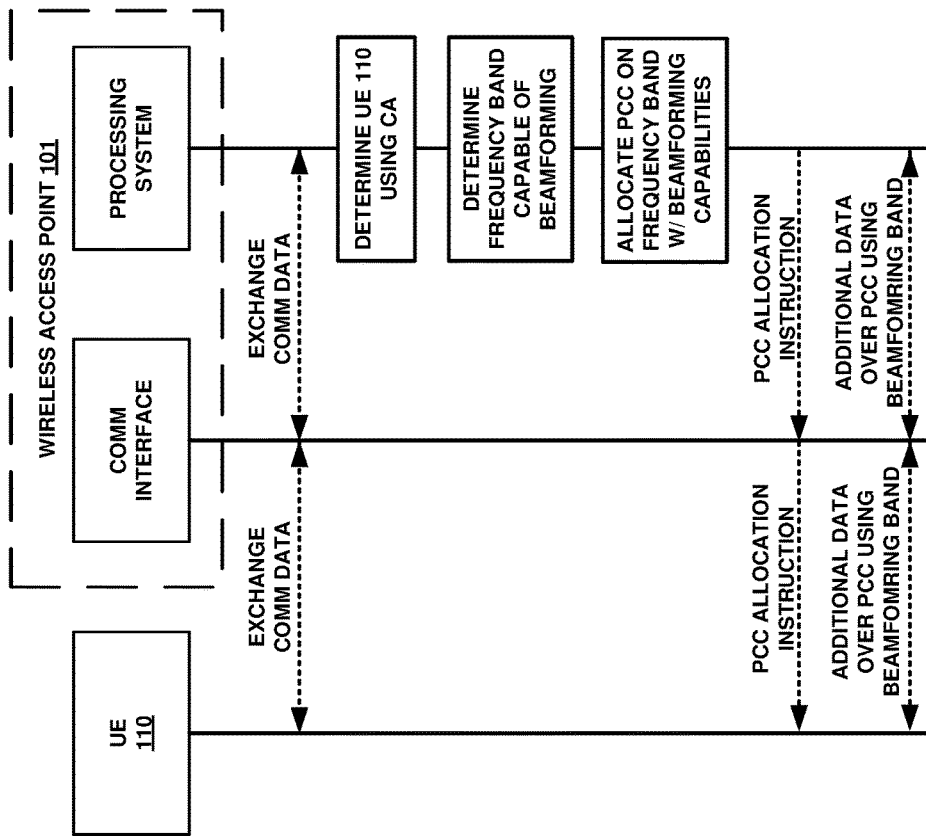 WIRELESS ACCESS POINT 101
UE
110
COMM
INTERFACE
PROCESSING
SYSTEM
EXCHANGE
COMM DATA
EXCHANGE
COMM DATA
DETERMINE UE 110
USING CA
DETERMINE
FREQUENCY BAND
CAPABLE OF
BEAMFORMING
ALLOCATE PCC ON
FREQUENCY BAND
W/ BEAMFORMING
CAPABILITIES
PCC ALLOCATION
INSTRUCTION
PCC ALLOCATION
INSTRUCTION
ADDITIONAL DATA
OVER PCC USING
BEAMFOMRING BAND
ADDITIONAL DATA
OVER PCC USING
BEAMFOMRING BAND